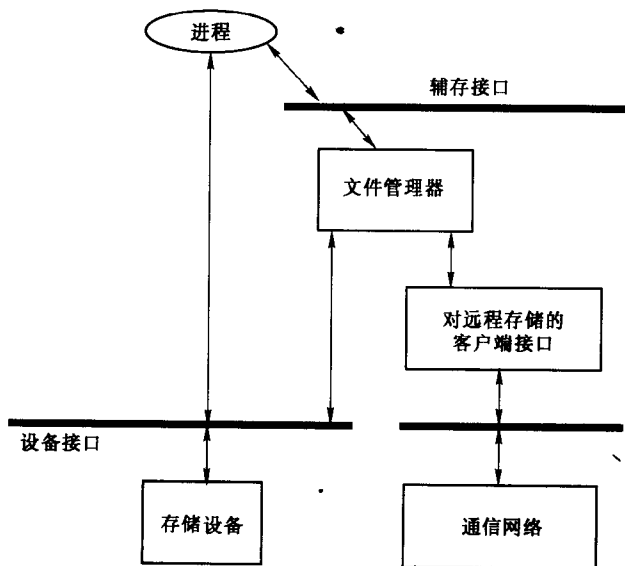 进程
辅存接口
文件管理器
对远程存储的
客户端接口
设备接口
存储设备
通信网络